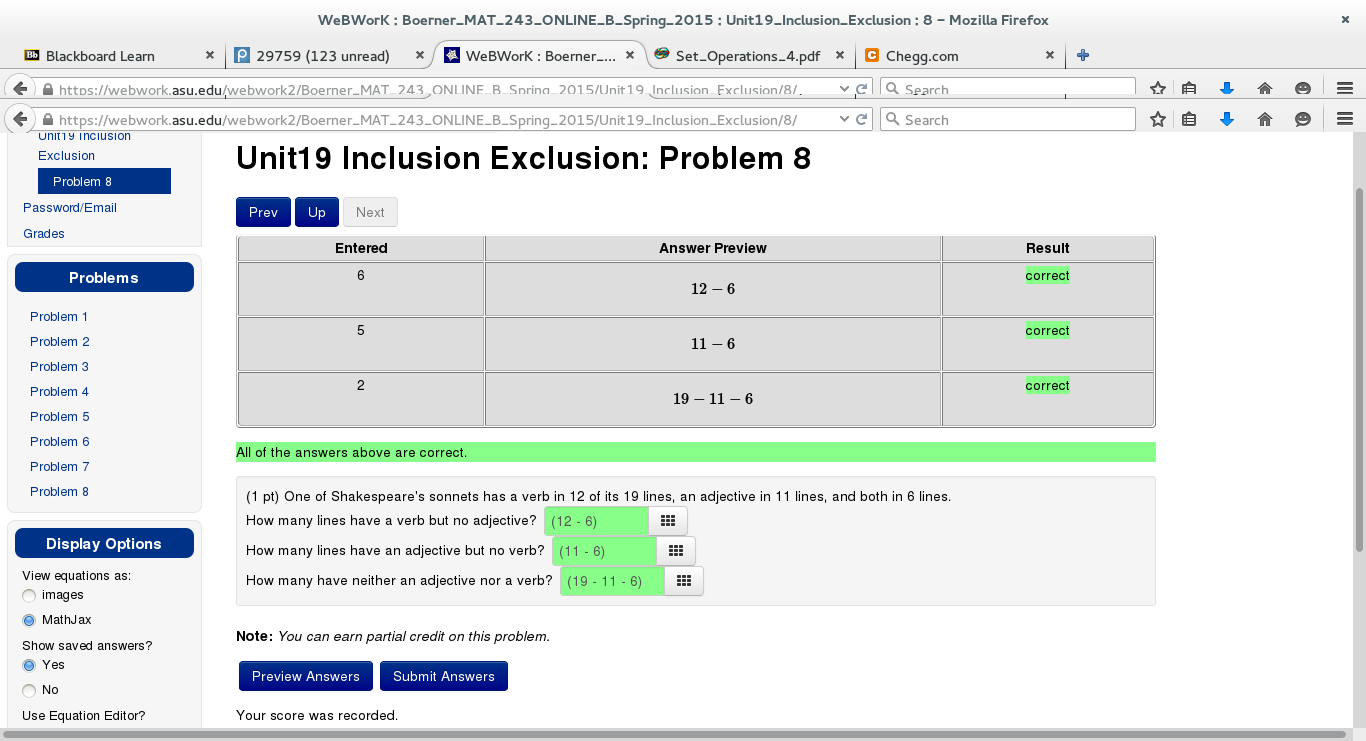 WeBWorK : Boerner_MAT_243_ONLINE_B_Spring_2015 : Unit19_Inclusion_Exclusion : 8 - Mozilla Firefox
Blackboard Learn
29759 (123 unread)
WeBWorK : Boerner_...
Set_Operations_4.pdf
Chegg.com
https://webwork.asu.edu/webwork2/Boerner_MAT_243_ONLINE_B_Spring_2015/Unit19_Inclusion_Exclusion/8/
Search
https://webwork.asu.edu/webwork2/Boerner_MAT_243_ONLINE_B_Spring_2015/Unit19_Inclusion_Exclusion/8/
Search
Unit19 Inclusion
Exclusion
Problem 8
Password/Email
Grades
Problems
Problem 1
Problem 2
Problem 3
Problem 4
Problem 5
Problem 6
Problem 7
Problem 8
Display Options
View equations as:
images
MathJax
Show saved answers?
Yes
No
Use Equation Editor?
Unit19 Inclusion Exclusion: Problem 8
Prev Up Next
Entered Answer Preview Result
6 12 − 6 correct
5 11 − 6 correct
2 19 − 11 − 6 correct
All of the answers above are correct.
(1 pt) One of Shakespeare's sonnets has a verb in 12 of its 19 lines, an adjective in 11 lines, and both in 6 lines.
How many lines have a verb but no adjective? (12 - 6)
How many lines have an adjective but no verb? (11 - 6)
How many have neither an adjective nor a verb? (19 - 11 - 6)
Note: You can earn partial credit on this problem.
Preview Answers Submit Answers
Your score was recorded.